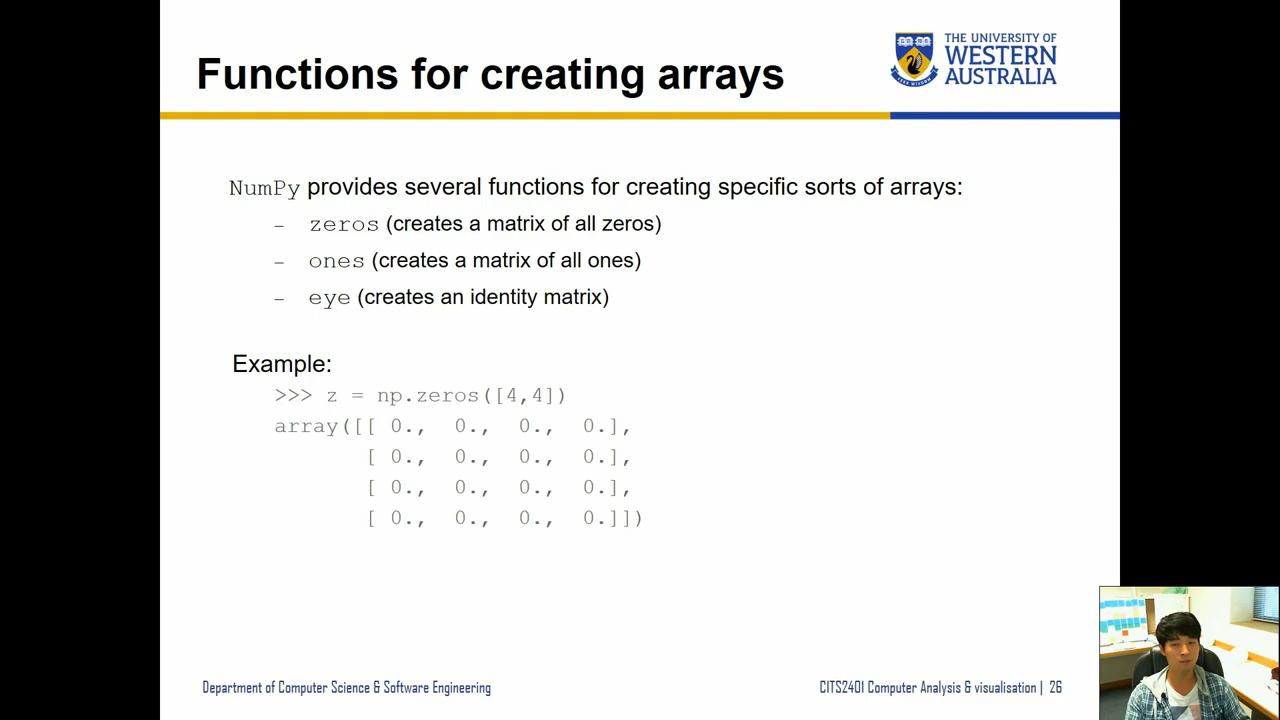 Functions for creating arrays
THE UNIVERSITY OF
WESTERN
AUSTRALIA
NumPy provides several functions for creating specific sorts of arrays:
– zeros (creates a matrix of all zeros)
– ones (creates a matrix of all ones)
– eye (creates an identity matrix)
Example:
>>> z = np.zeros([4,4])
array([[ 0., 0., 0., 0.],
[ 0., 0., 0., 0.],
[ 0., 0., 0., 0.],
[ 0., 0., 0., 0.]])
Department of Computer Science & Software Engineering
CITS2401 Computer Analysis & visualisation | 26